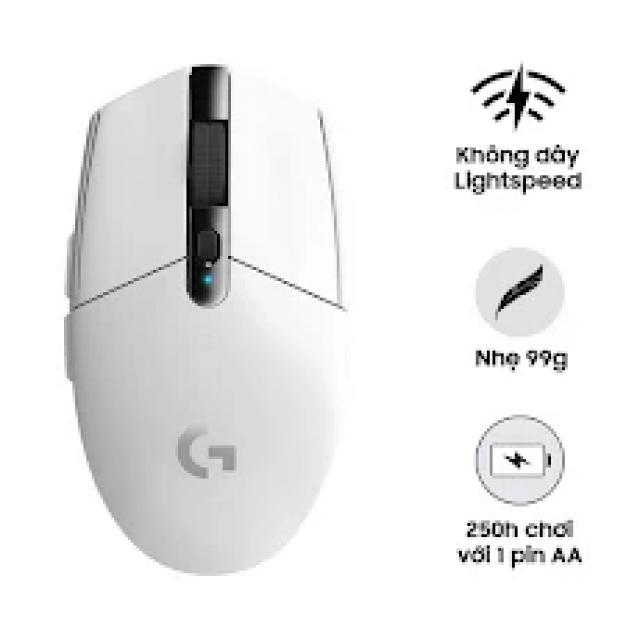 Không dây
Lightspeed
Nhẹ 99g
250h chơi
với 1 pin AA